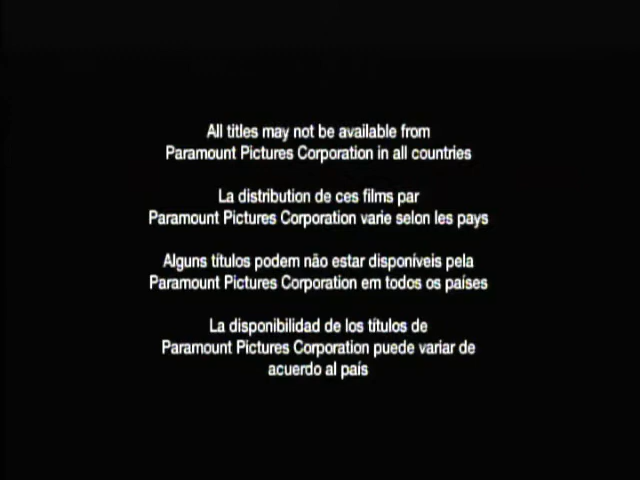 All titles may not be available from
Paramount Pictures Corporation in all countries
La distribution de ces films par
Paramount Pictures Corporation varie selon les pays
Alguns títulos podem não estar disponíveis pela
Paramount Pictures Corporation em todos os países
La disponibilidad de los títulos de
Paramount Pictures Corporation puede variar de
acuerdo al país